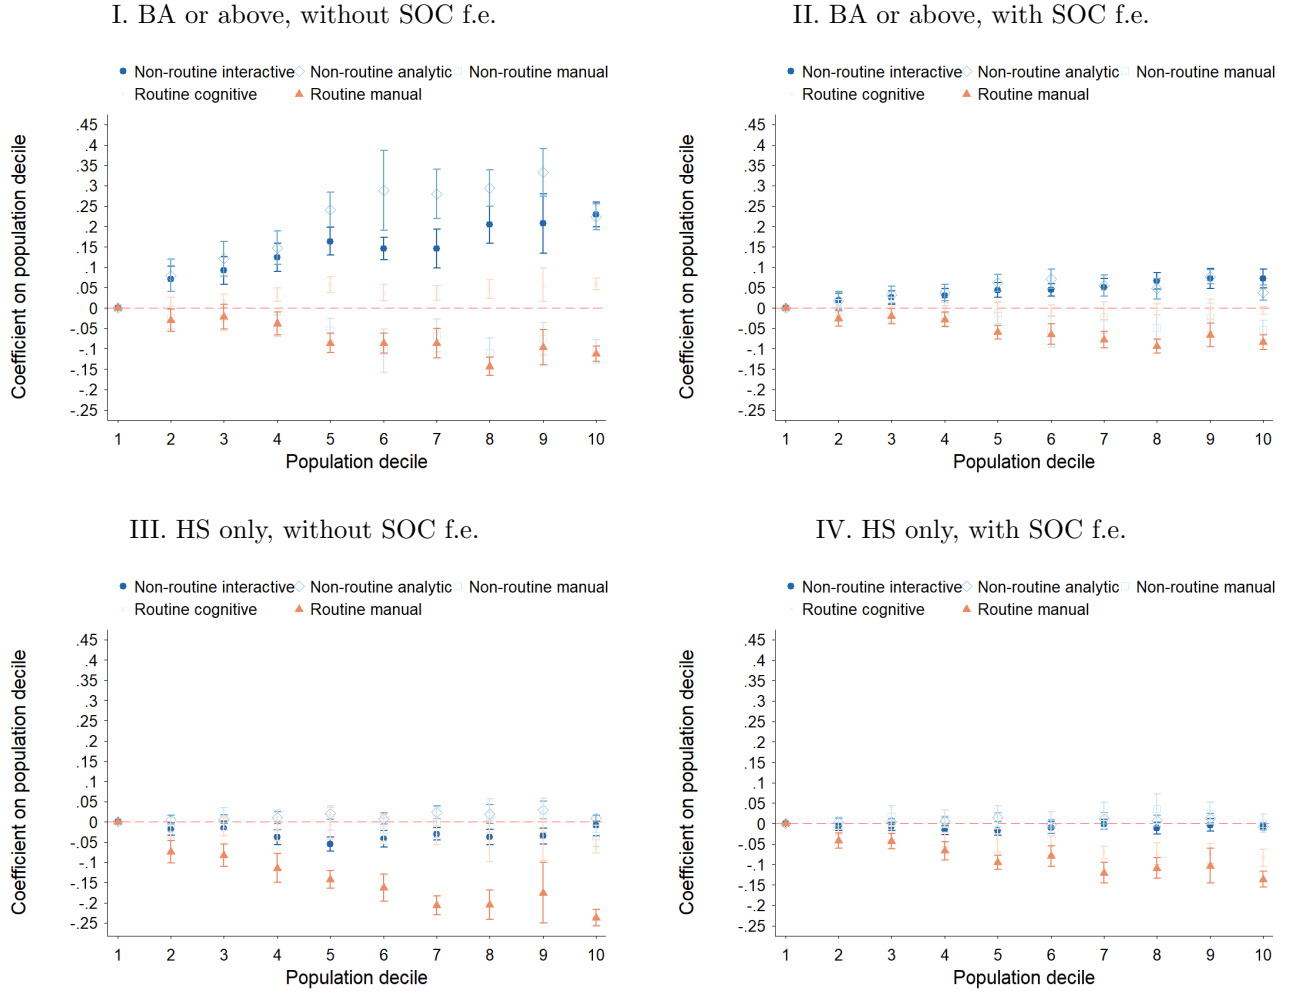 I. BA or above, without SOC f.e.
Non-routine interactive Non-routine analytic Non-routine manual
Routine cognitive Routine manual
Coefficient on population decile
.45
.4
.35
.3
.25
.2
.15
.1
.05
0
-.05
-.1
-.15
-.2
-.25
1 2 3 4 5 6 7 8 9 10
Population decile
II. BA or above, with SOC f.e.
Non-routine interactive Non-routine analytic Non-routine manual
Routine cognitive Routine manual
Coefficient on population decile
.45
.4
.35
.3
.25
.2
.15
.1
.05
0
-.05
-.1
-.15
-.2
-.25
1 2 3 4 5 6 7 8 9 10
Population decile
III. HS only, without SOC f.e.
Non-routine interactive Non-routine analytic Non-routine manual
Routine cognitive Routine manual
Coefficient on population decile
.45
.4
.35
.3
.25
.2
.15
.1
.05
0
-.05
-.1
-.15
-.2
-.25
1 2 3 4 5 6 7 8 9 10
Population decile
IV. HS only, with SOC f.e.
Non-routine interactive Non-routine analytic Non-routine manual
Routine cognitive Routine manual
Coefficient on population decile
.45
.4
.35
.3
.25
.2
.15
.1
.05
0
-.05
-.1
-.15
-.2
-.25
1 2 3 4 5 6 7 8 9 10
Population decile